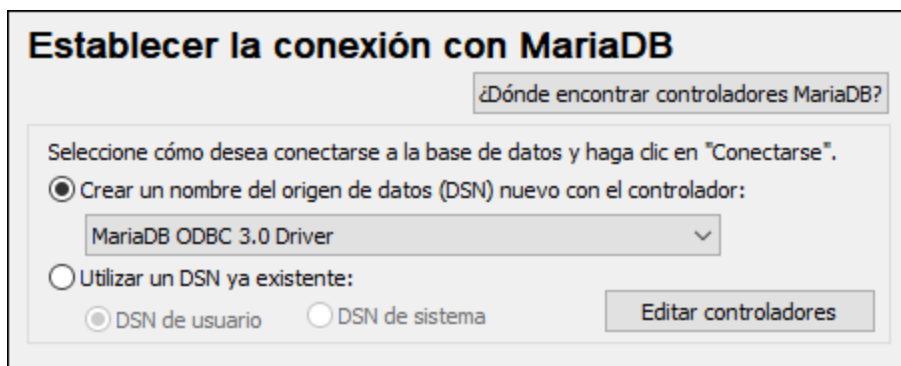 Establecer la conexión con MariaDB
¿Dónde encontrar controladores MariaDB?
Seleccione cómo desea conectarse a la base de datos y haga clic en "Conectarse".
Crear un nombre del origen de datos (DSN) nuevo con el controlador:
MariaDB ODBC 3.0 Driver
Utilizar un DSN ya existente:
DSN de usuario DSN de sistema Editar controladores